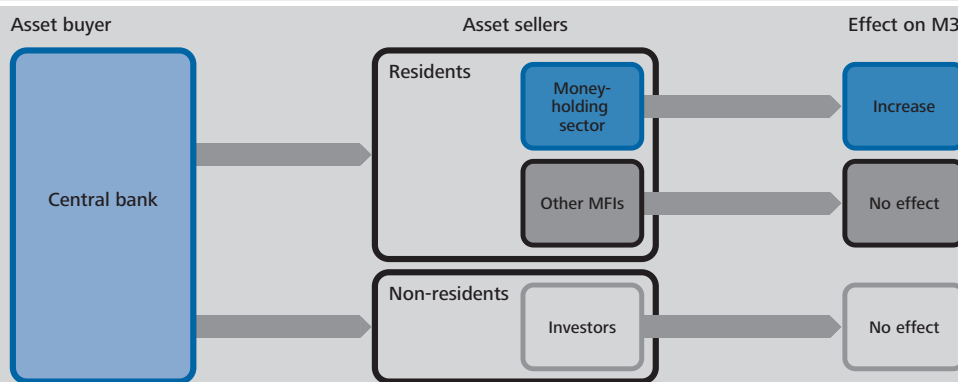 Asset buyer
Asset sellers
Effect on M3
Residents
Money-
holding
sector
Increase
Central bank
Other MFIs
No effect
Non-residents
Investors
No effect